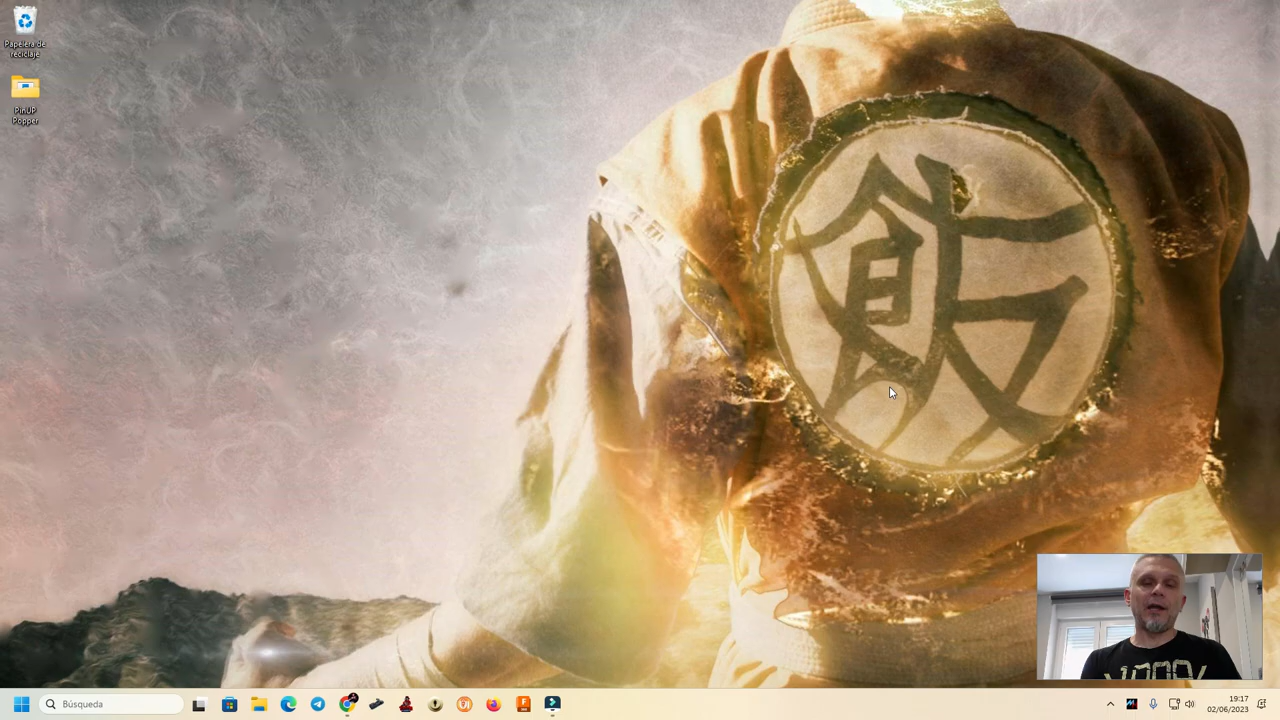 Papelera de
reciclaje
PinUP
Popper
飯
Búsqueda
19:17
02/06/2023